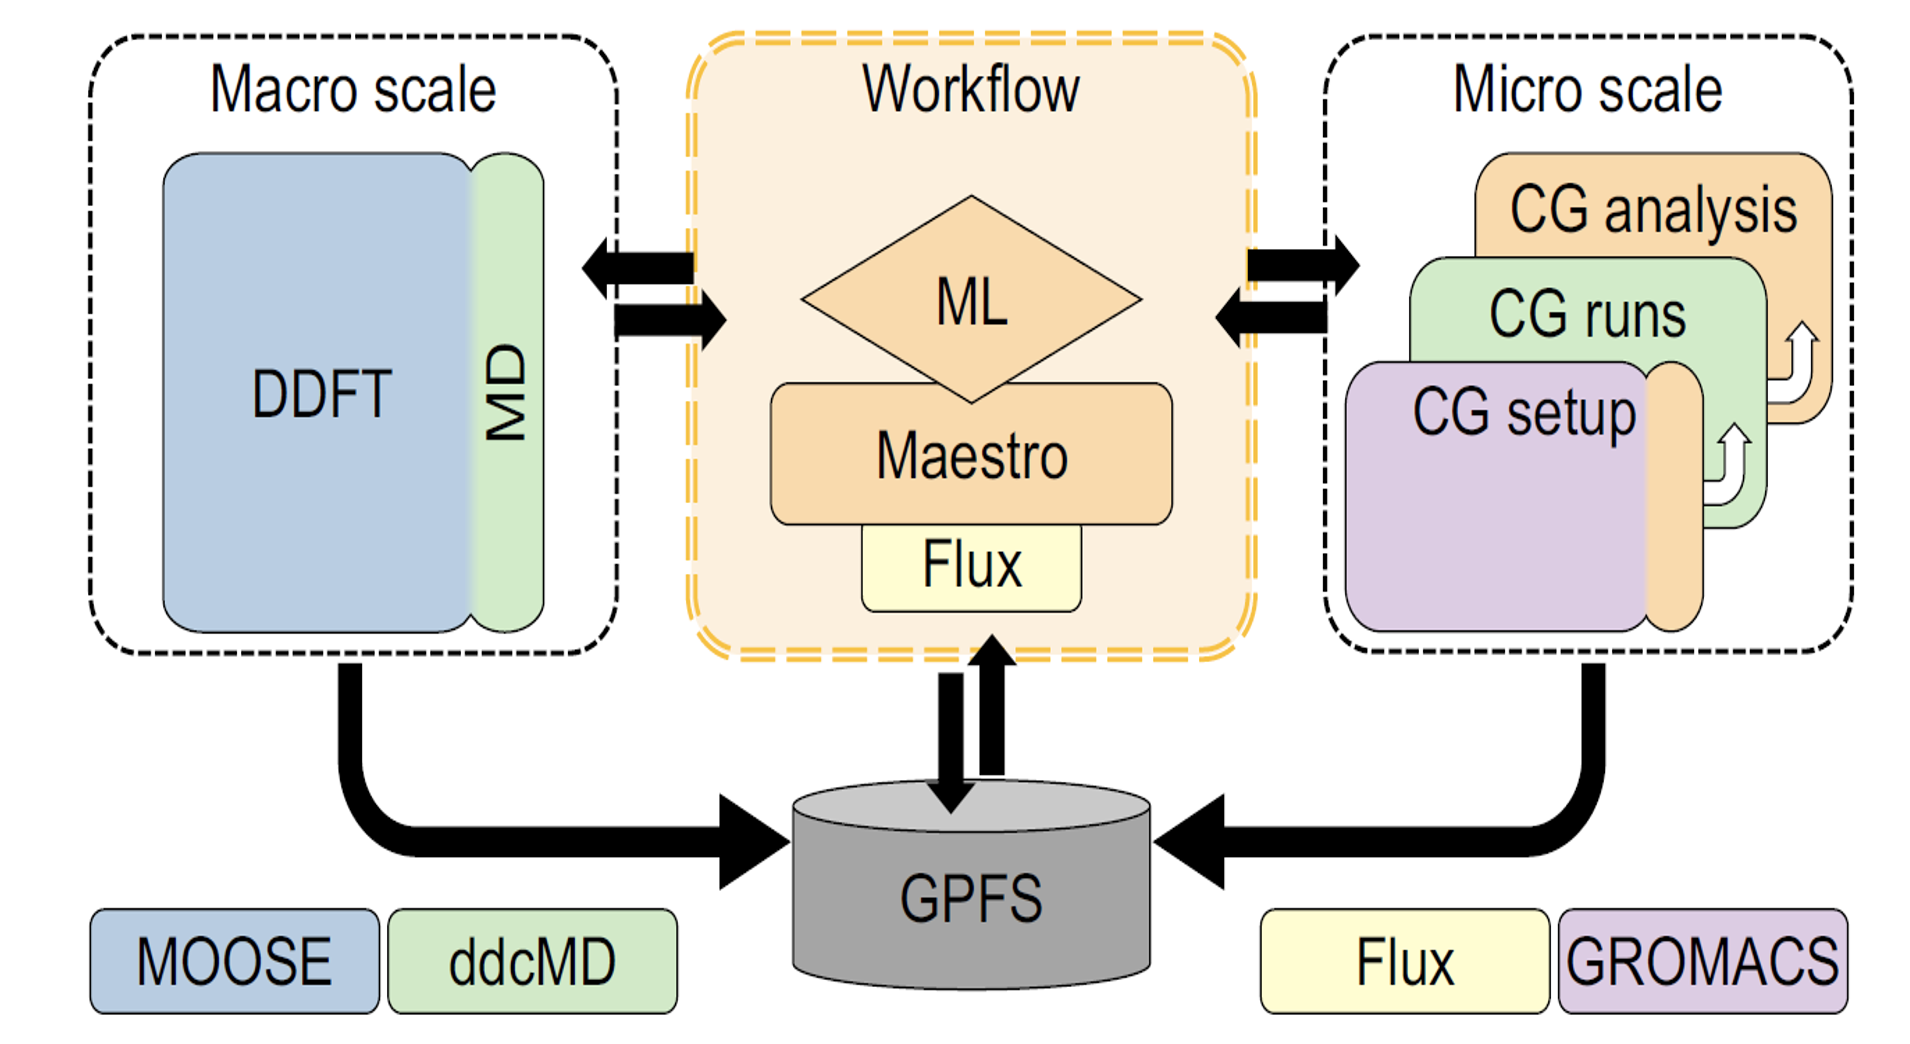 Macro scale
DDFT
MD
Workflow
ML
Maestro
Flux
Micro scale
CG analysis
CG runs
CG setup
GPFS
MOOSE
ddcMD
Flux
GROMACS